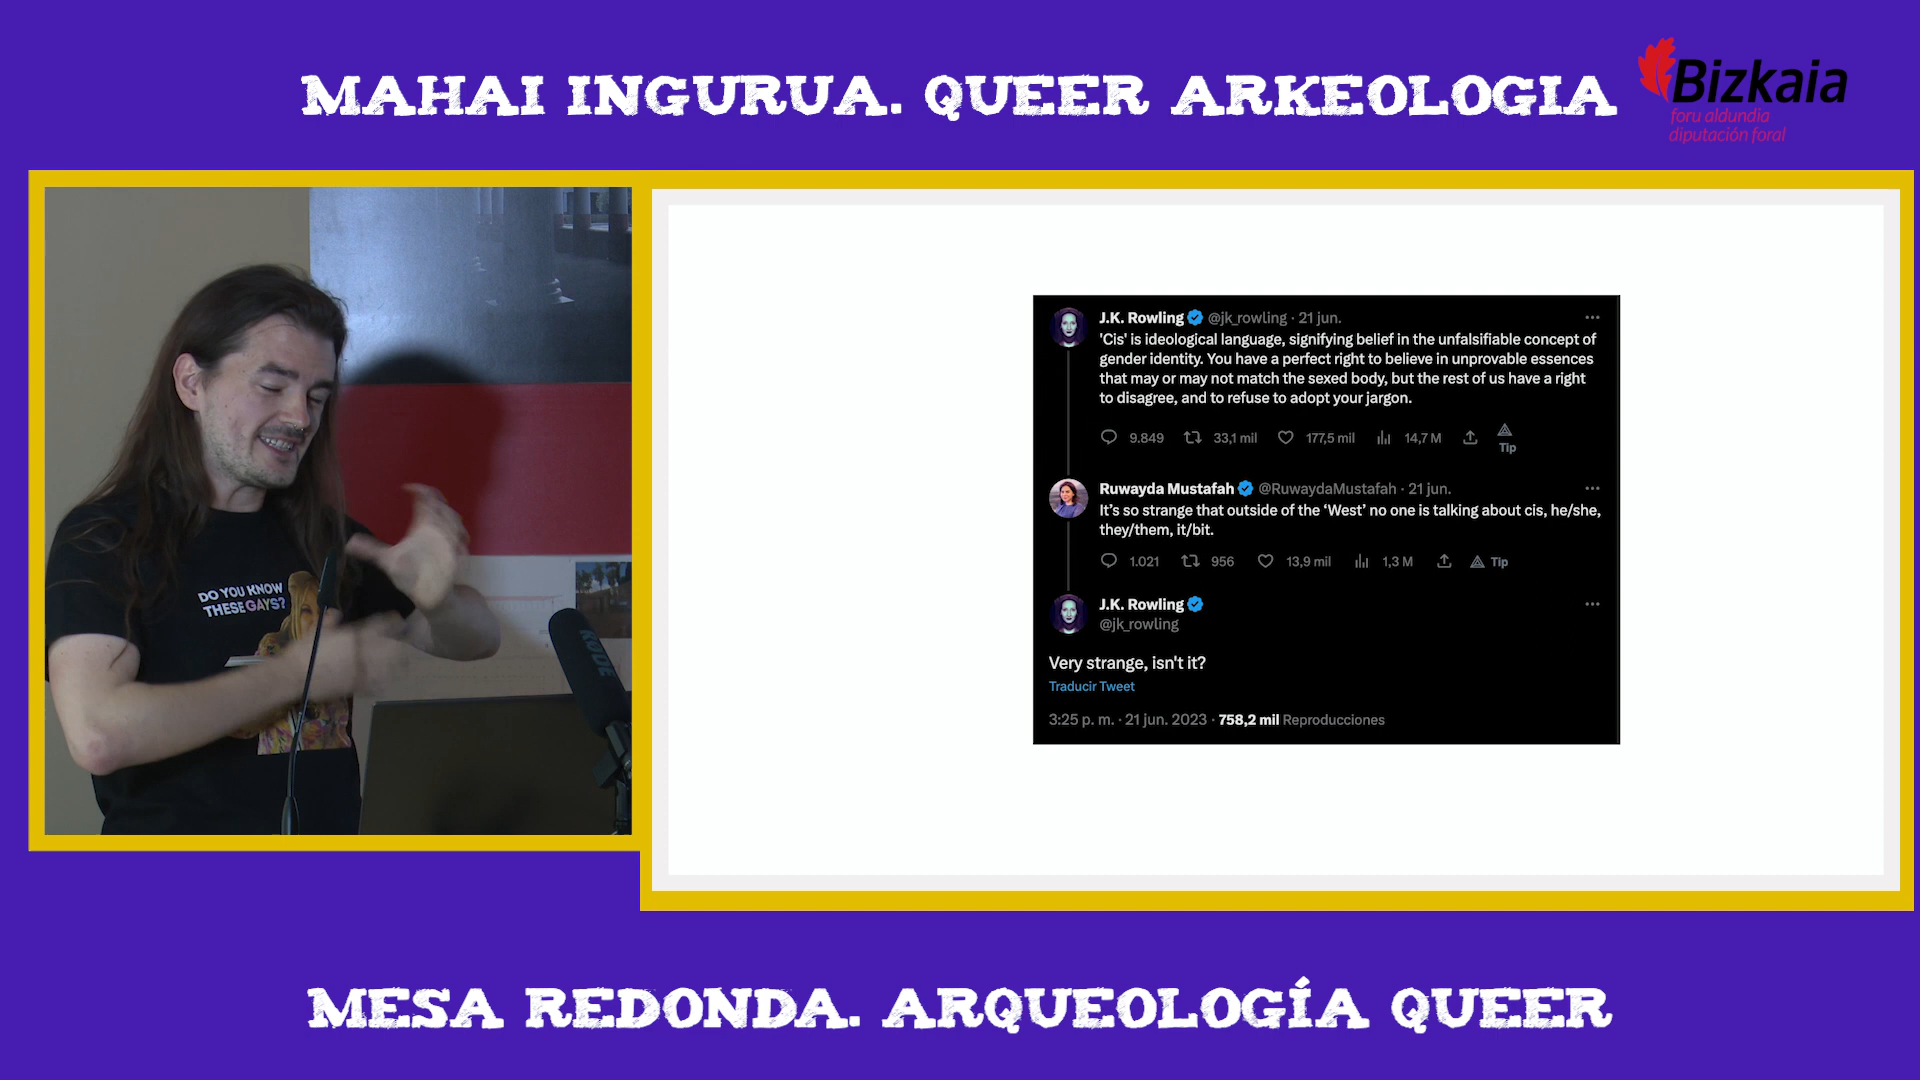 MAHAI INGURUA. QUEER ARKEOLOGIA
Bizkaia
foru aldundia
diputación foral
DO YOU KNOW
THESE GAYS?
RODE
J.K. Rowling @jk_rowling · 21 jun.
'Cis' is ideological language, signifying belief in the unfalsifiable concept of
gender identity. You have a perfect right to believe in unprovable essences
that may or may not match the sexed body, but the rest of us have a right
to disagree, and to refuse to adopt your jargon.
9.849 33,1 mil 177,5 mil 14,7 M Tip
Ruwayda Mustafah @RuwaydaMustafah · 21 jun.
It's so strange that outside of the ‘West’ no one is talking about cis, he/she,
they/them, it/bit.
1.021 956 13,9 mil 1,3 M Tip
J.K. Rowling
@jk_rowling
Very strange, isn't it?
Traducir Tweet
3:25 p. m. · 21 jun. 2023 · 758,2 mil Reproducciones
MESA REDONDA. ARQUEOLOGÍA QUEER